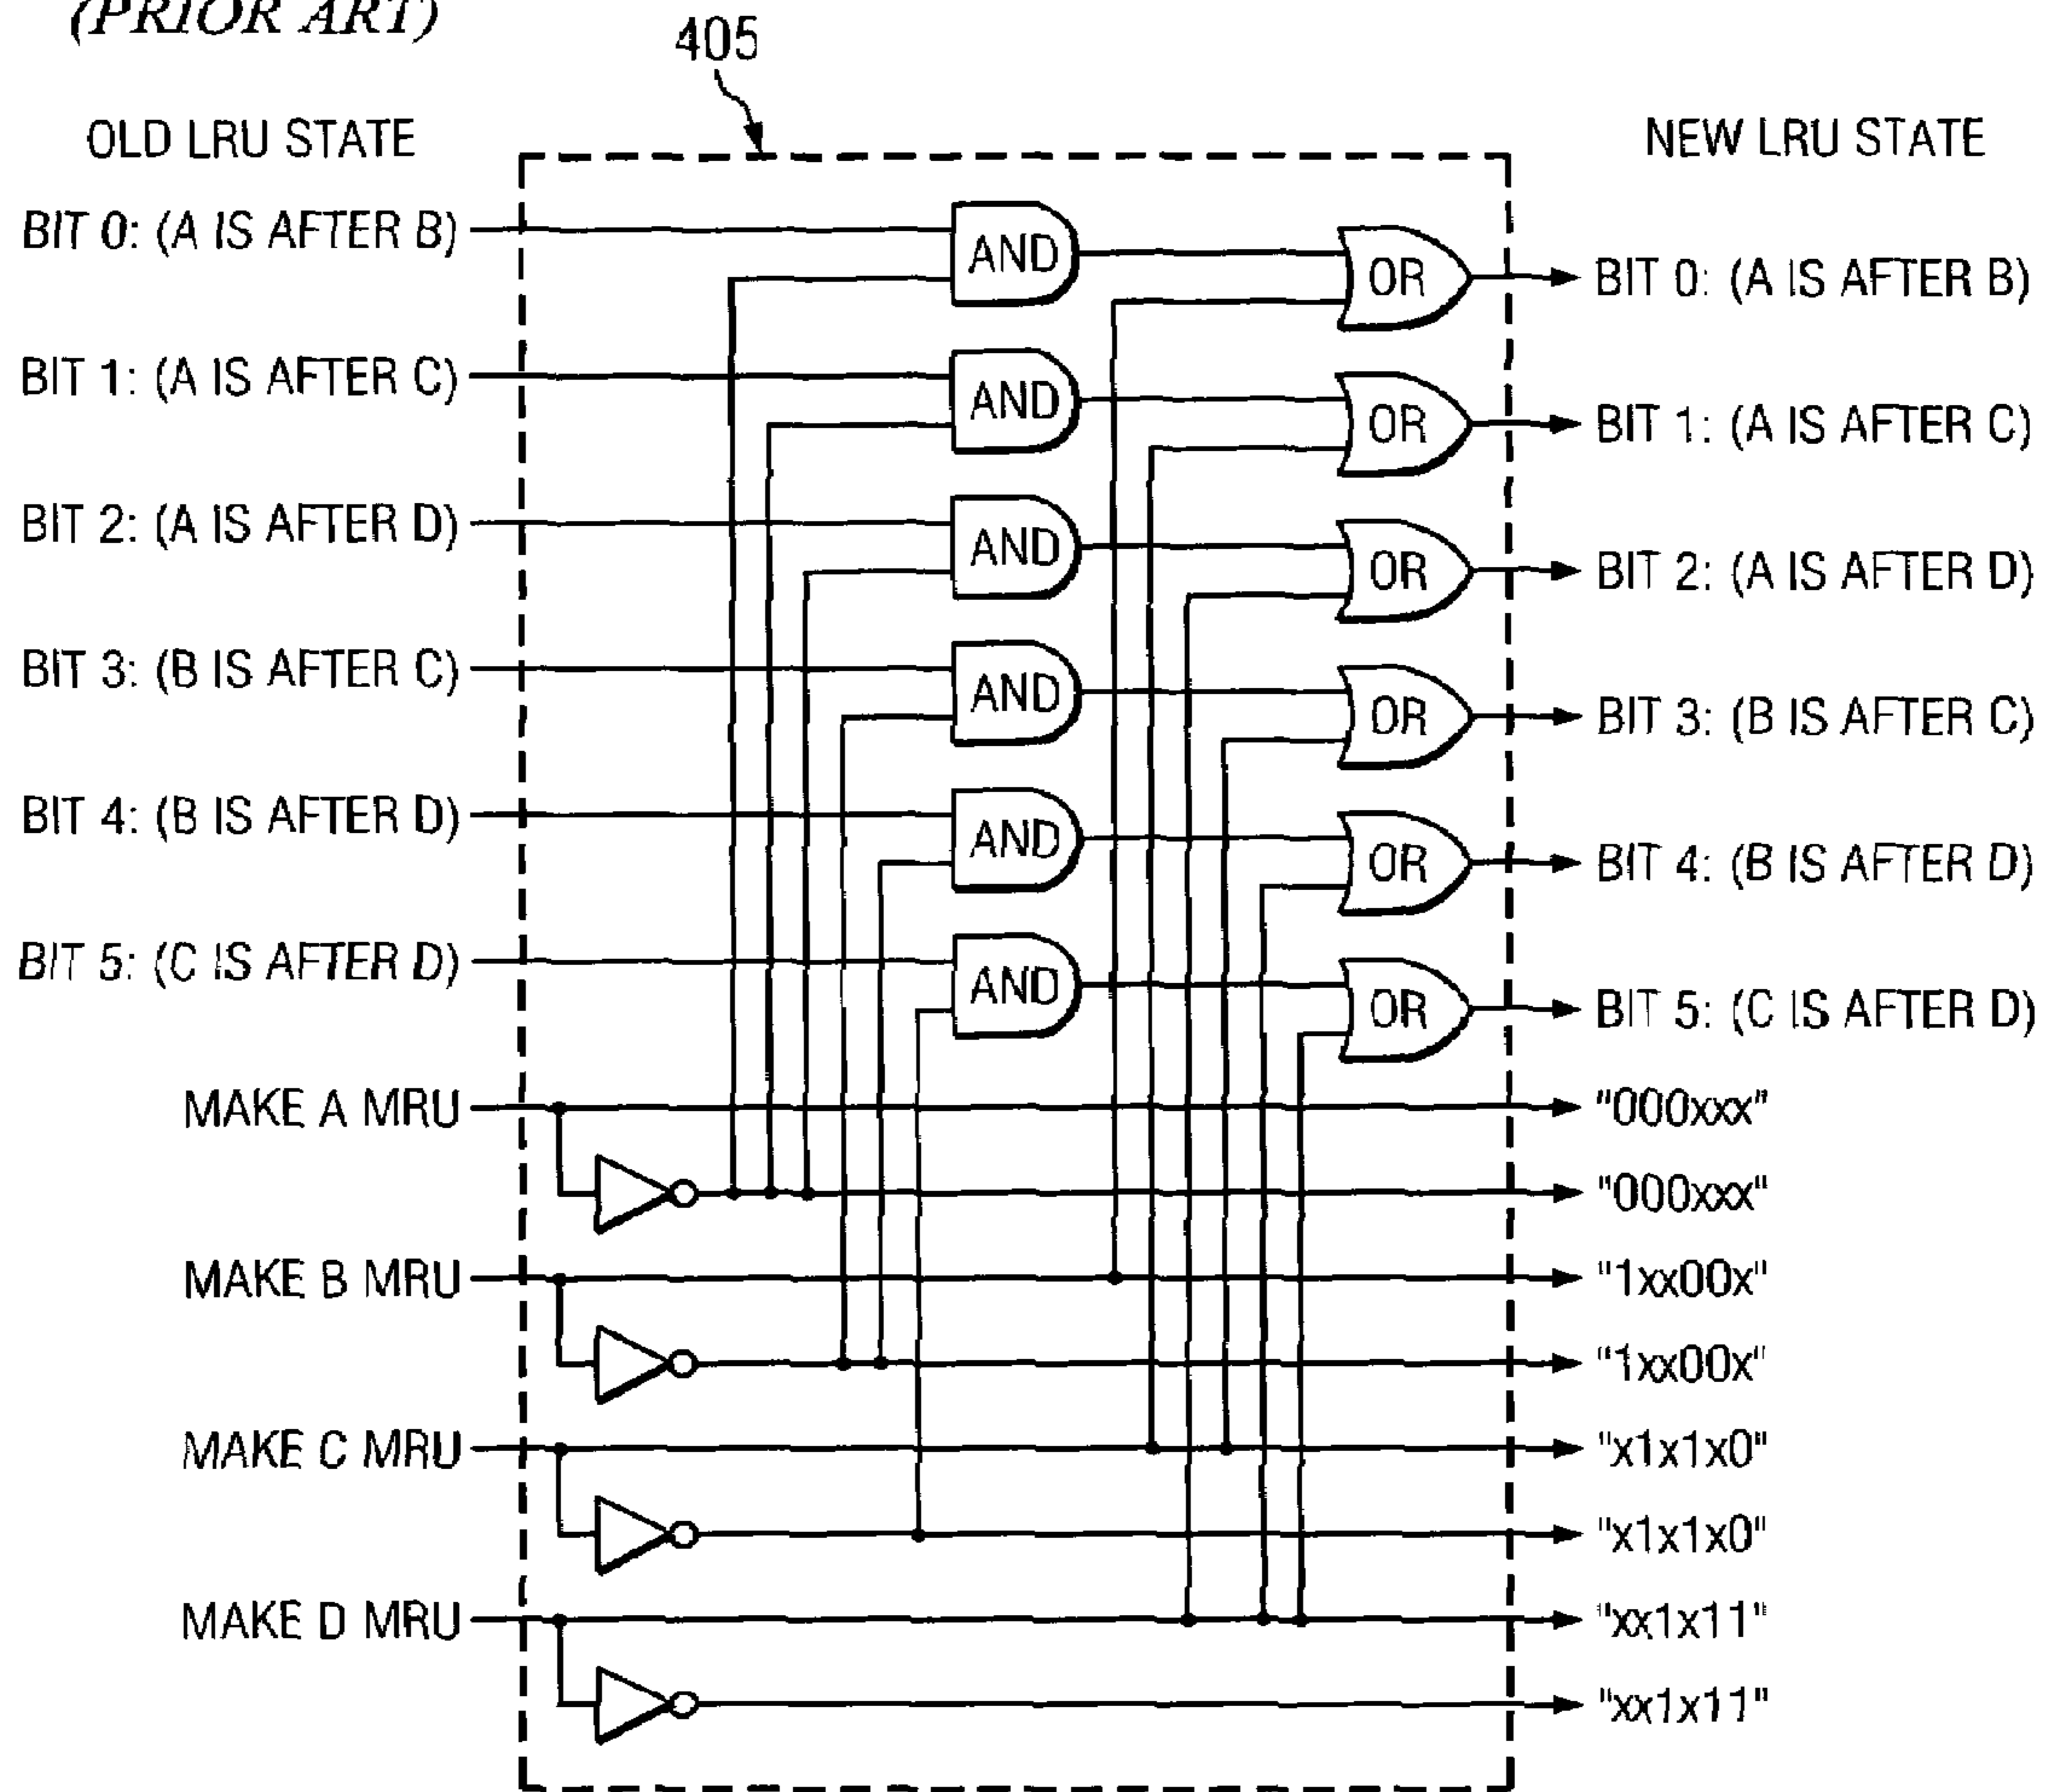 (PRIOR ART)
405
OLD LRU STATE
NEW LRU STATE
BIT 0: (A IS AFTER B)
BIT 1: (A IS AFTER C)
BIT 2: (A IS AFTER D)
BIT 3: (B IS AFTER C)
BIT 4: (B IS AFTER D)
BIT 5: (C IS AFTER D)
MAKE A MRU
MAKE B MRU
MAKE C MRU
MAKE D MRU
AND
AND
AND
AND
AND
AND
OR
OR
OR
OR
OR
OR
BIT 0: (A IS AFTER B)
BIT 1: (A IS AFTER C)
BIT 2: (A IS AFTER D)
BIT 3: (B IS AFTER C)
BIT 4: (B IS AFTER D)
BIT 5: (C IS AFTER D)
"000xxx"
"000xxx"
"1xx00x"
"1xx00x"
"x1x1x0"
"x1x1x0"
"xx1x11"
"xx1x11"